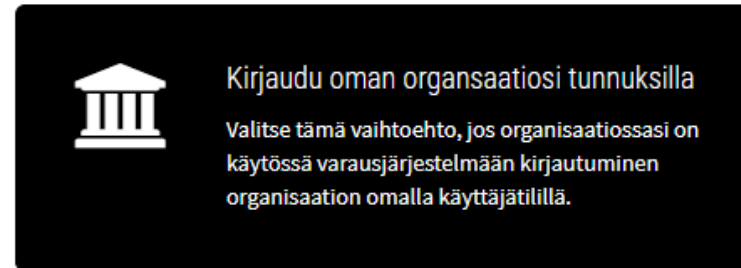 Kirjaudu oman organsaatiosi tunnuksilla
Valitse tämä vaihtoehto, jos organisaatiossasi on
käytössä varausjärjestelmään kirjautuminen
organisaation omalla käyttäjätilillä.